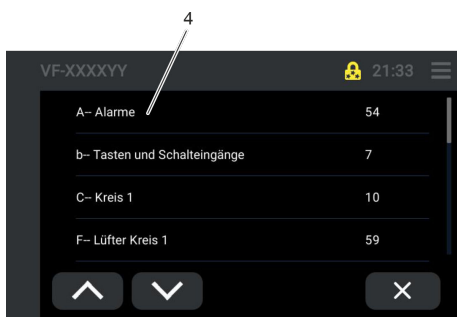 4
VF-XXXXYY 21:33
A-- Alarme 54
b-- Tasten und Schalteingänge 7
C-- Kreis 1 10
F-- Lüfter Kreis 1 59